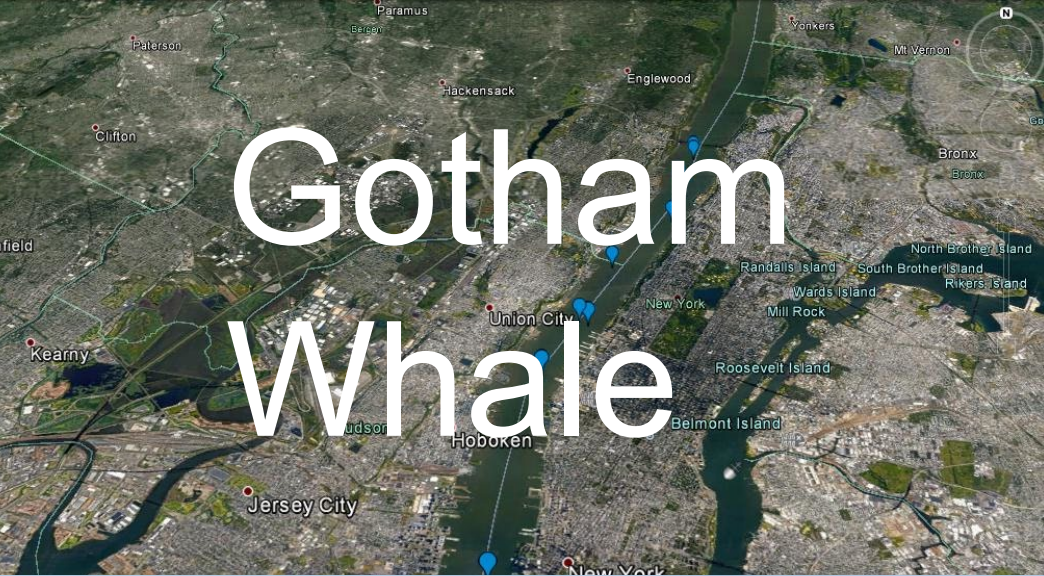 Paramus
Bergen
N
Yonkers
Paterson
Mt Vernon
Englewood
Hackensack
Clifton
Bronx
Bronx
Gotham
field
North Brother Island
Randalls Island
South Brother Island
Rikers Island
Wards Island
New York
Mill Rock
Union City
Kearny
Whale
Roosevelt Island
Belmont Island
Hoboken
Jersey City
New York